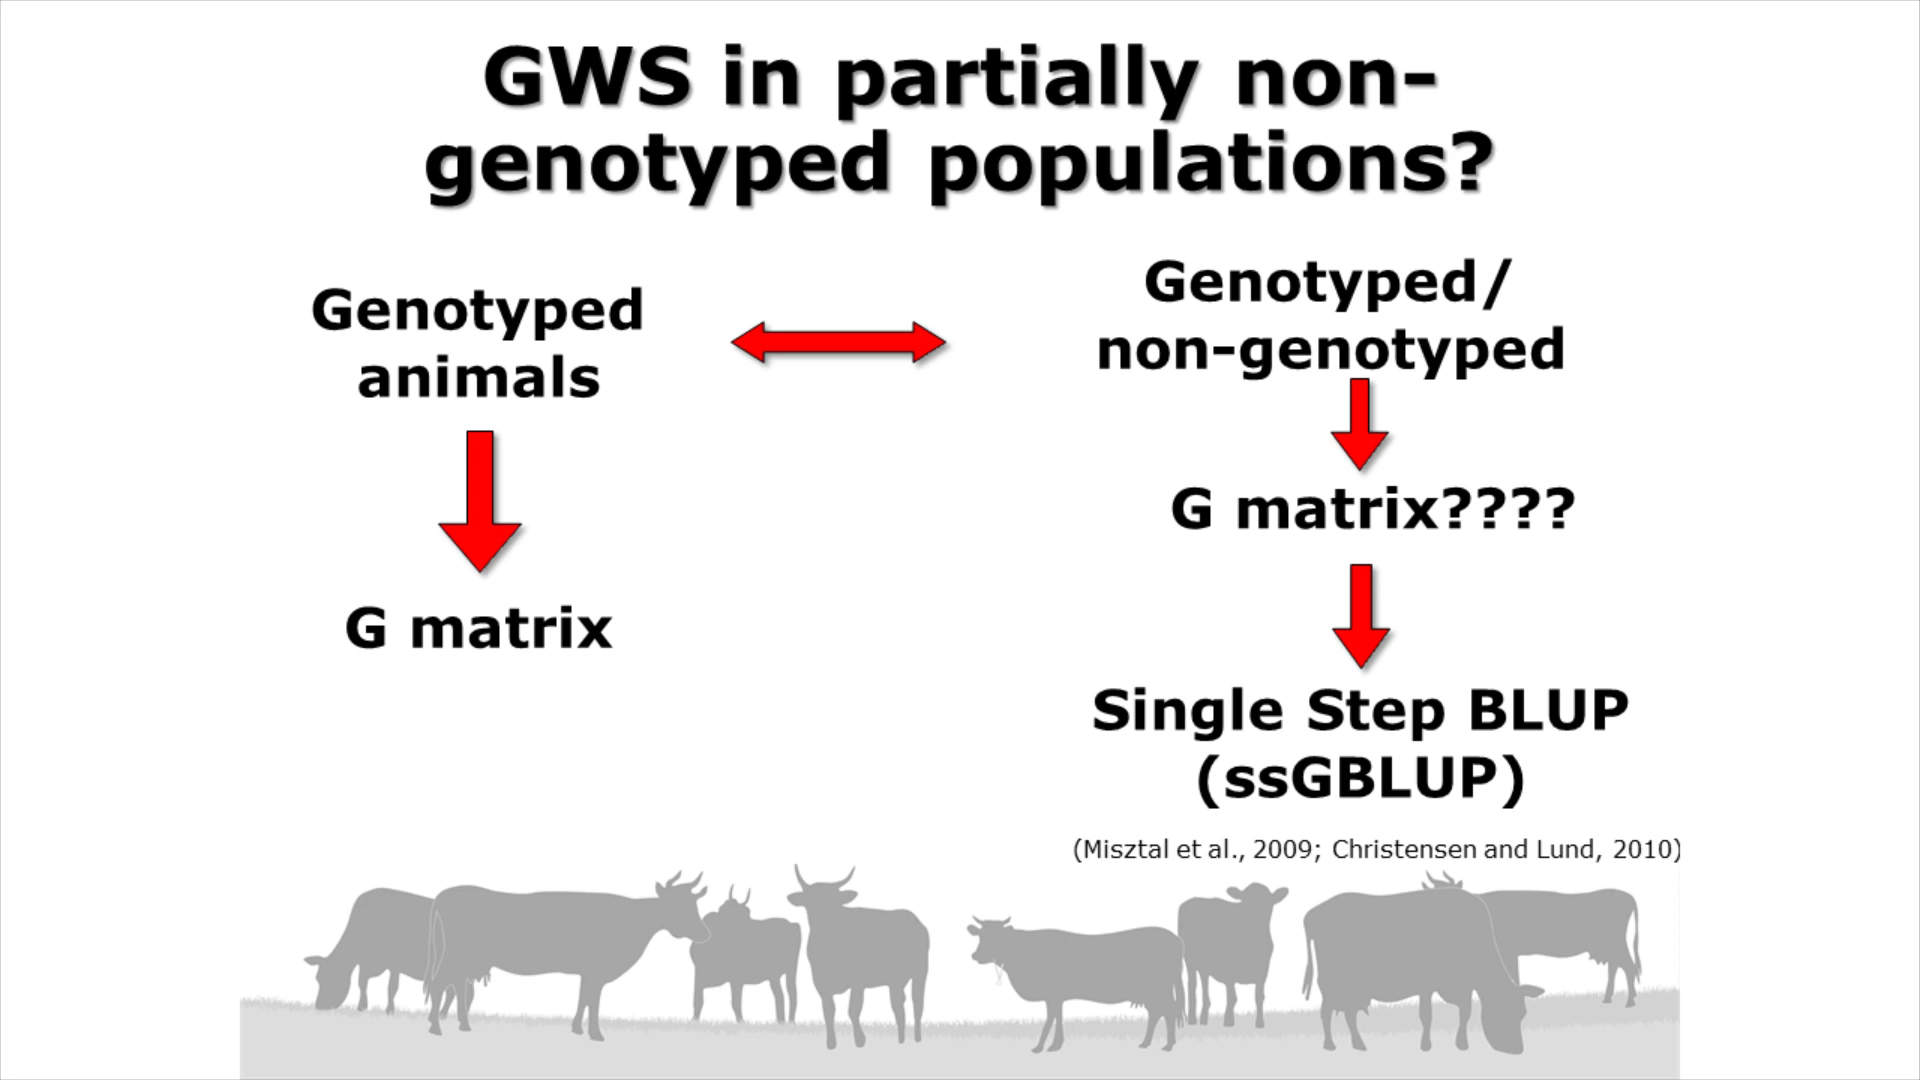 GWS in partially non-
genotyped populations?
Genotyped
animals
G matrix
Genotyped/
non-genotyped
G matrix????
Single Step BLUP
(ssGBLUP)
(Misztal et al., 2009; Christensen and Lund, 2010)